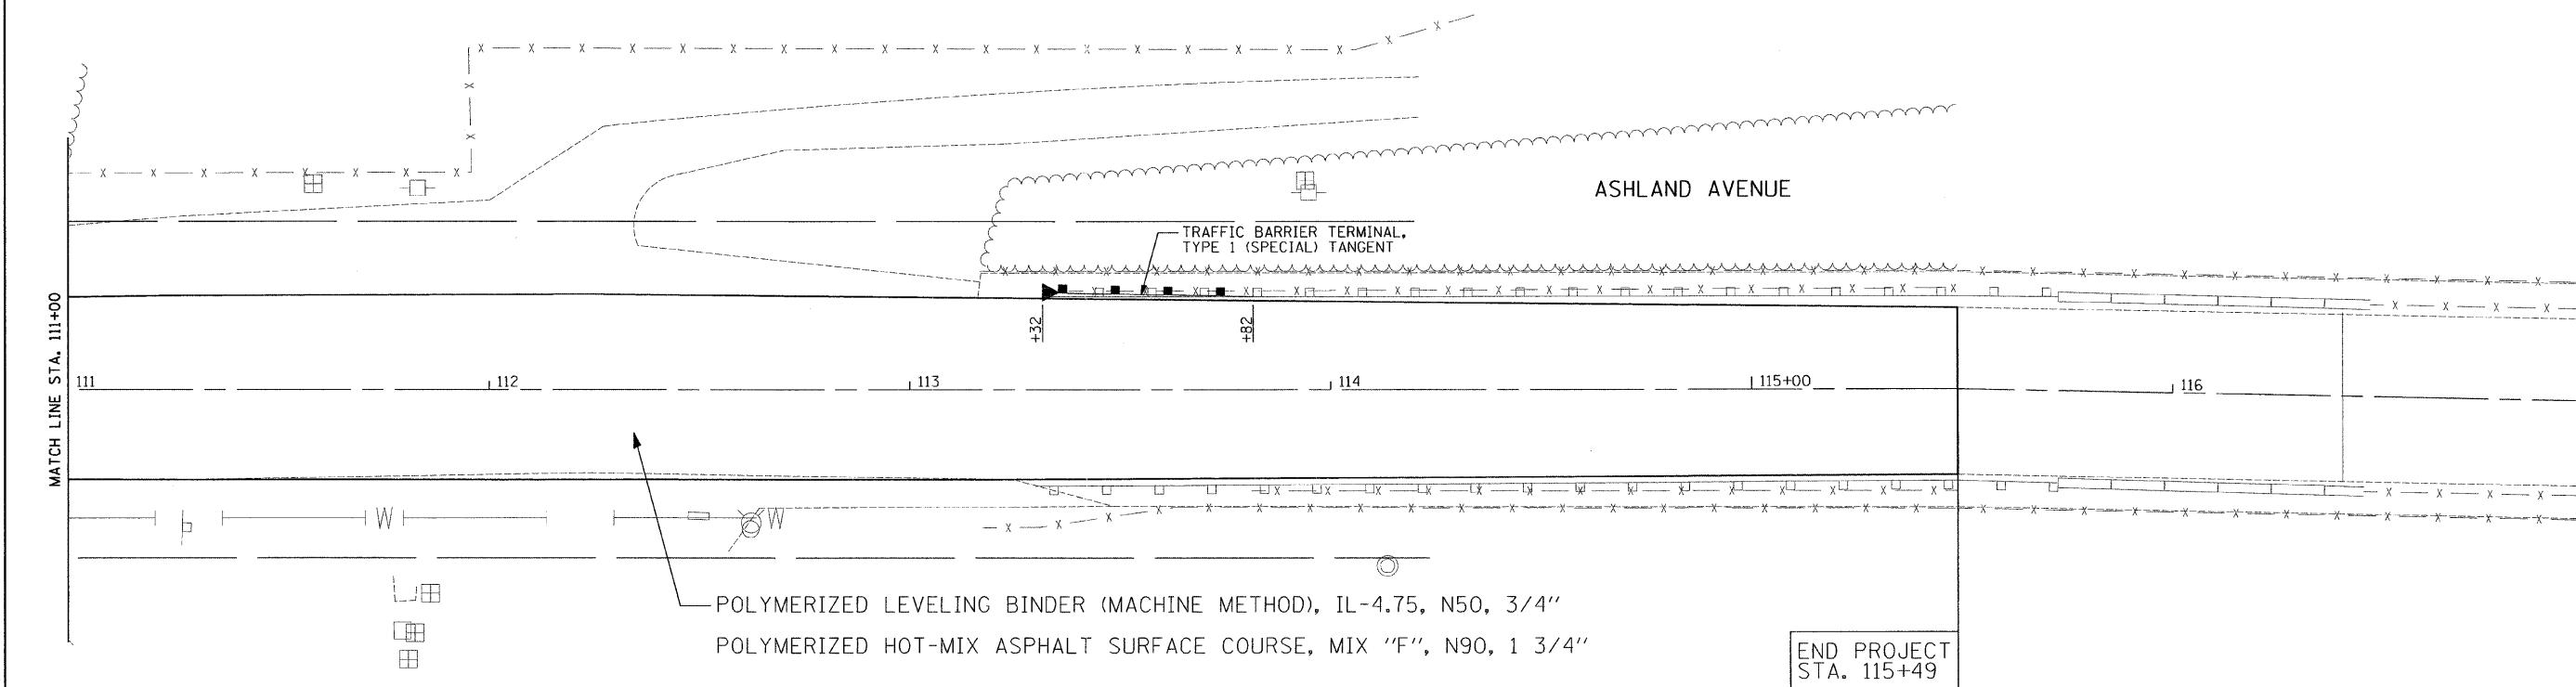 ASHLAND AVENUE
TRAFFIC BARRIER TERMINAL,
TYPE 1 (SPECIAL) TANGENT
MATCH LINE STA. 111+00
+32
+82
111
112
113
114
115+00
116
W
W
POLYMERIZED LEVELING BINDER (MACHINE METHOD), IL-4.75, N50, 3/4"
POLYMERIZED HOT-MIX ASPHALT SURFACE COURSE, MIX "F", N90, 1 3/4"
END PROJECT
STA. 115+49